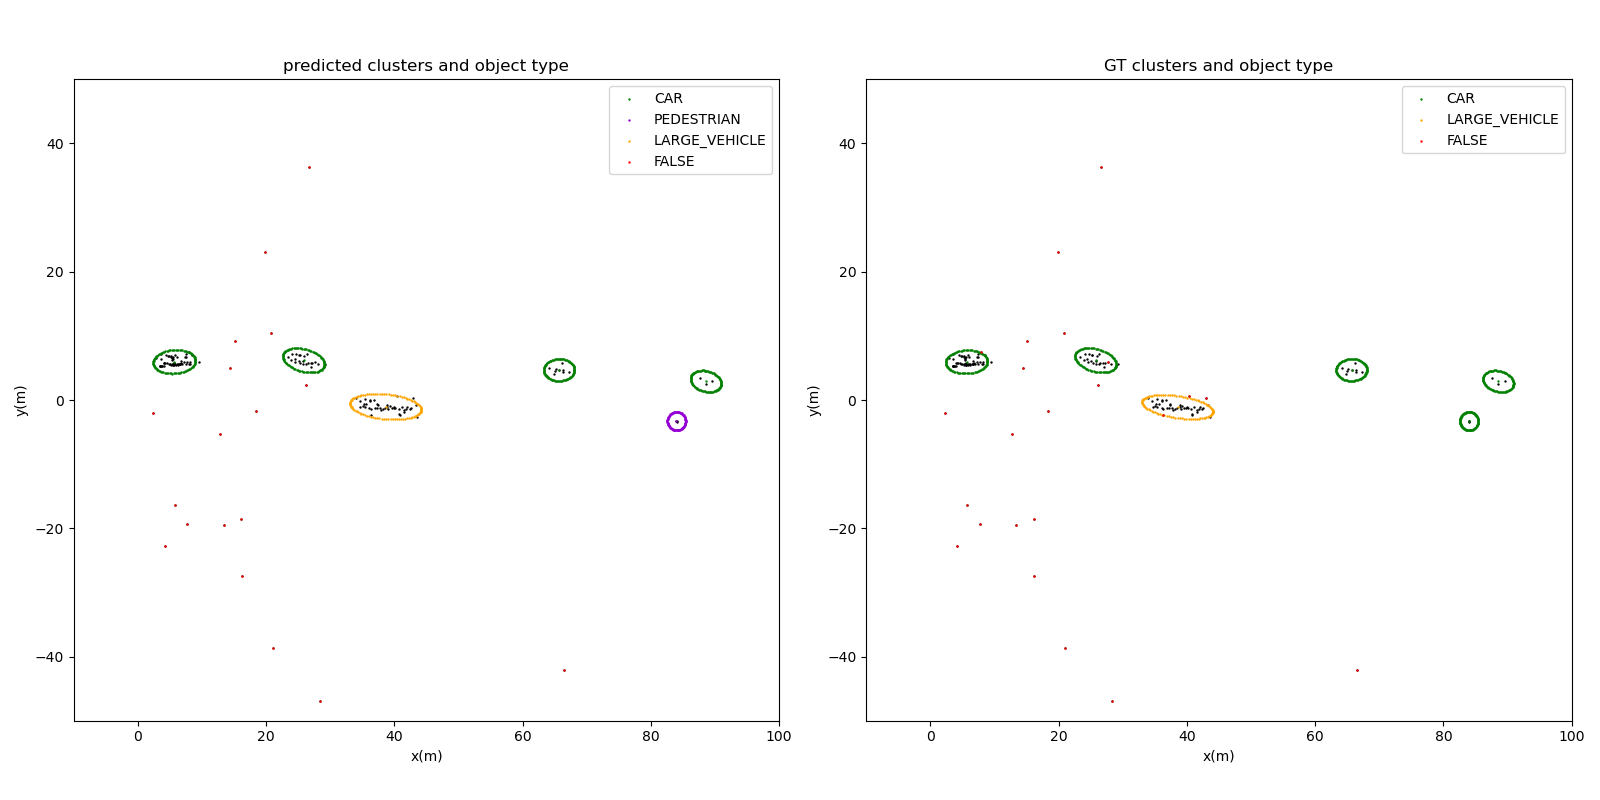 predicted clusters and object type
CAR
PEDESTRIAN
LARGE_VEHICLE
FALSE
40
20
0
−20
−40
y(m)
0 20 40 60 80 100
x(m)
GT clusters and object type
CAR
LARGE_VEHICLE
FALSE
40
20
0
−20
−40
y(m)
0 20 40 60 80 100
x(m)